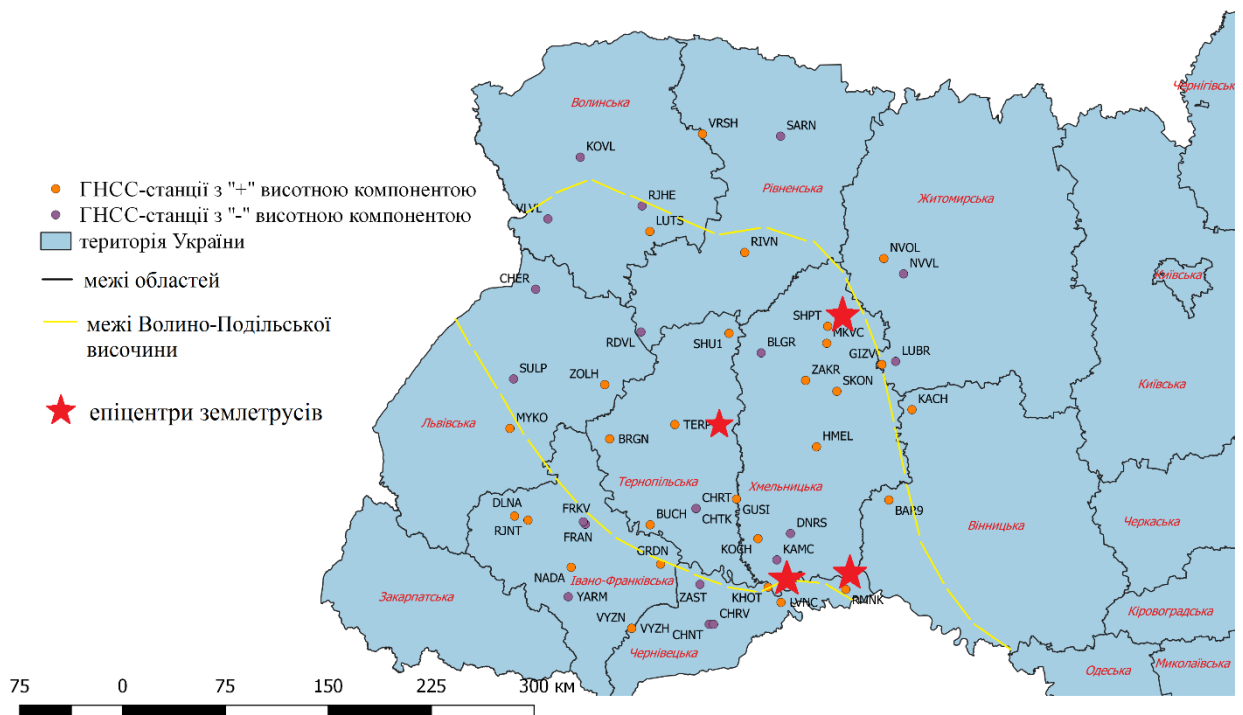 Чернігівськ
Волинська
VRSH
SARN
KOVL
ГНСС-станції з "+" висотною компонентою
RJHE
Рівненська
Житомирська
ГНСС-станції з "-" висотною компонентою
VLVL
LUTS
територія України
RIVN
NVOL
NVVL
Київська
межі областей
CHER
SHPT
межі Волино-Подільської
височини
RDVL
SHU1
MKVC
BLGR
GIZV
LUBR
SULP
ZOLH
ZAKR
SKON
Київська
епіцентри землетрусів
Львівська
MYKO
KACH
TERP
BRGN
HMEL
Тернопільська
Хмельницька
DLNA
CHRT
GUSI
BAR9
Вінницька
Черкаська
RJNT
FRKV
FRAN
BUCH
CHTK
DNRS
KOCH
GRDN
KAMC
NADA
Івано-Франківська
Закарпатська
YARM
ZAST
KHOT
LVNC
RMNK
Кіровоградська
VYZN
VYZH
CHRV
CHNT
Чернівецька
Одеська
Миколаївська
75 0 75 150 225 300 км